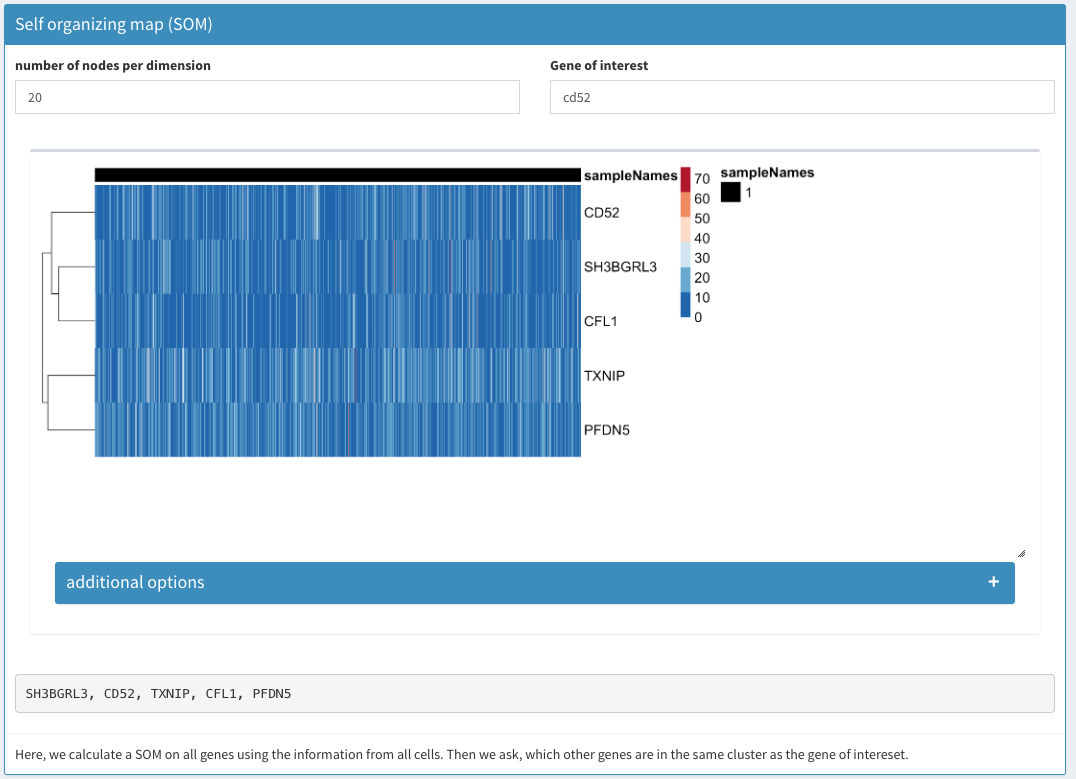 Self organizing map (SOM)
number of nodes per dimension
Gene of interest
20
cd52
sampleNames
CD52
SH3BGRL3
CFL1
TXNIP
PFDN5
70
60
50
40
30
20
10
0
sampleNames
1
additional options +
SH3BGRL3, CD52, TXNIP, CFL1, PFDN5
Here, we calculate a SOM on all genes using the information from all cells. Then we ask, which other genes are in the same cluster as the gene of intereset.